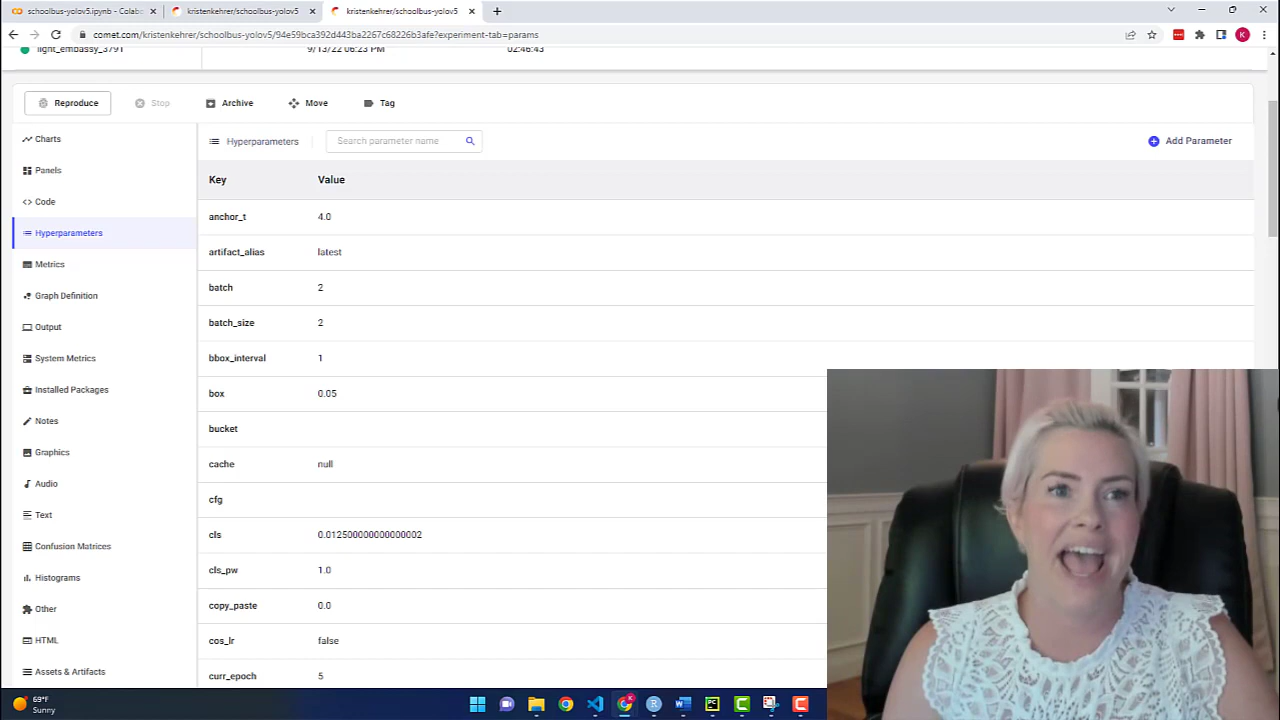 schoolbus-yolov5.ipynb - Colabo
kristenkehrer/schoolbus-yolov5
kristenkehrer/schoolbus-yolov5
comet.com/kristenkehrer/schoolbus-yolov5/94e59bca392d443ba2267c68226b3afe?experiment-tab=params
K
light_embassy_3791
9/13/22 06:23 PM
02:46:43
Reproduce
Stop
Archive
Move
Tag
Charts
Panels
Code
Hyperparameters
Metrics
Graph Definition
Output
System Metrics
Installed Packages
Notes
Graphics
Audio
Text
Confusion Matrices
Histograms
Other
HTML
Assets & Artifacts
Hyperparameters
Search parameter name
Add Parameter
Key Value
anchor_t 4.0
artifact_alias latest
batch 2
batch_size 2
bbox_interval 1
box 0.05
bucket
cache null
cfg
cls 0.012500000000000002
cls_pw 1.0
copy_paste 0.0
cos_lr false
curr_epoch 5
69°F
Sunny